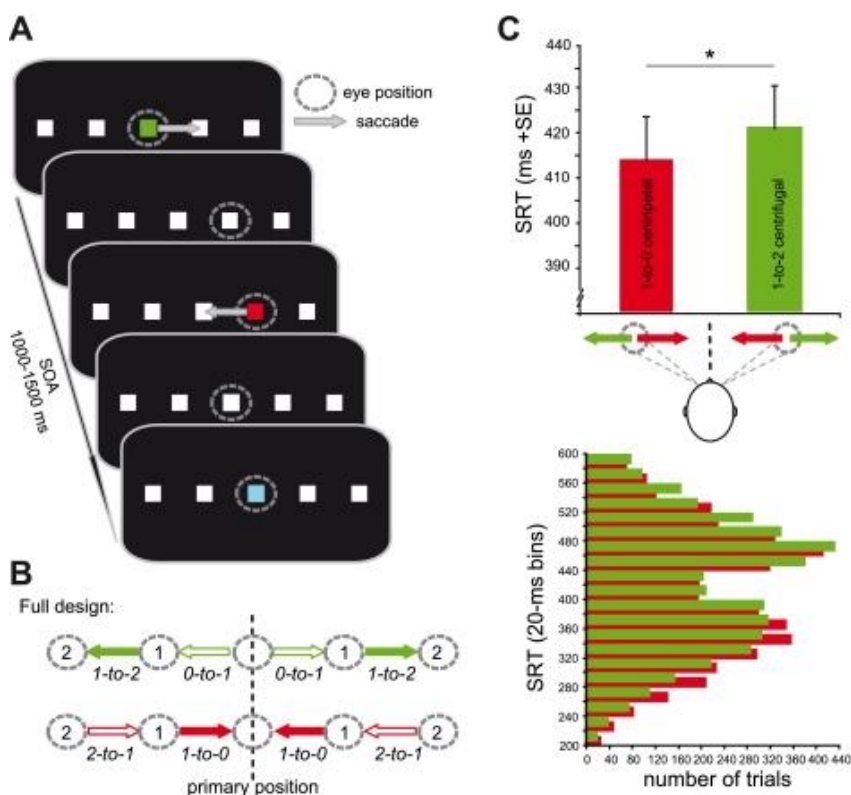 A
eye position
saccade
SOA
1000-1500 ms
B
Full design:
2 1 1 2
1-to-2 0-to-1 0-to-1 1-to-2
2 1 1 2
2-to-1 1-to-0 1-to-0 2-to-1
primary position
C
SRT (ms +SE)
440
430
420
410
400
390
*
1-to-0 centripetal
1-to-2 centrifugal
SRT (20-ms bins)
600
560
520
480
440
400
360
320
280
240
200
0 40 80 120 160 200 240 280 320 360 400 440
number of trials